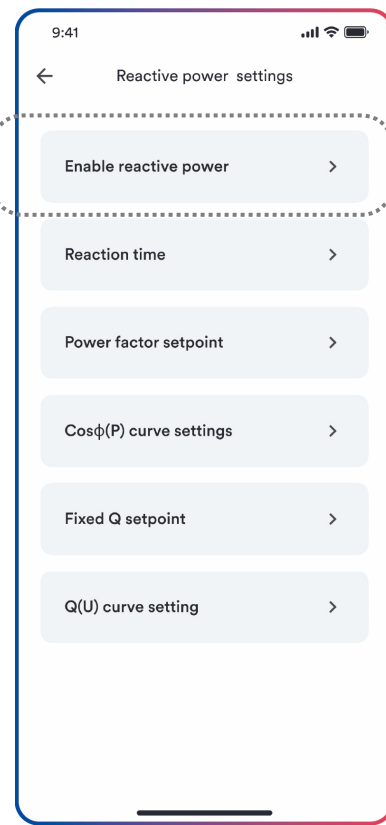 9:41
Reactive power settings
Enable reactive power
Reaction time
Power factor setpoint
Cosϕ(P) curve settings
Fixed Q setpoint
Q(U) curve setting